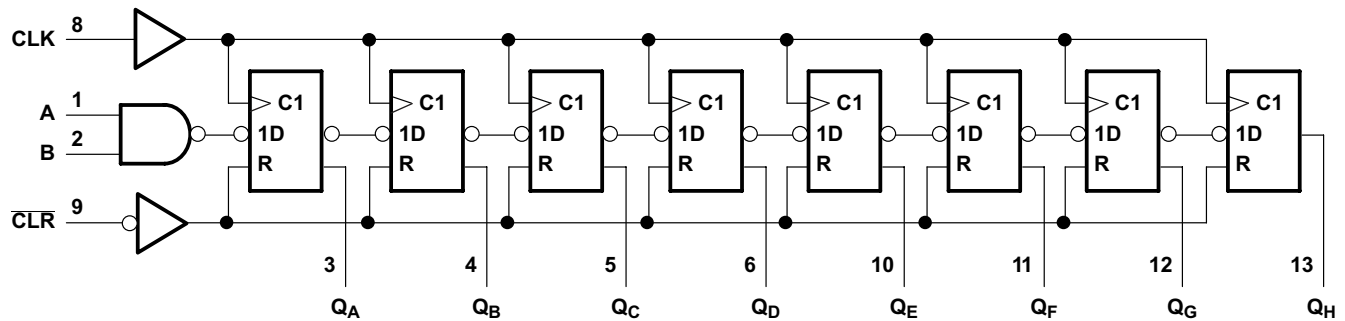 CLK 8
C1 C1 C1 C1 C1 C1 C1 C1
A 1
1D 1D 1D 1D 1D 1D 1D 1D
B 2
R R R R R R R R
CLR 9
3 4 5 6 10 11 12 13
QA QB QC QD QE QF QG QH